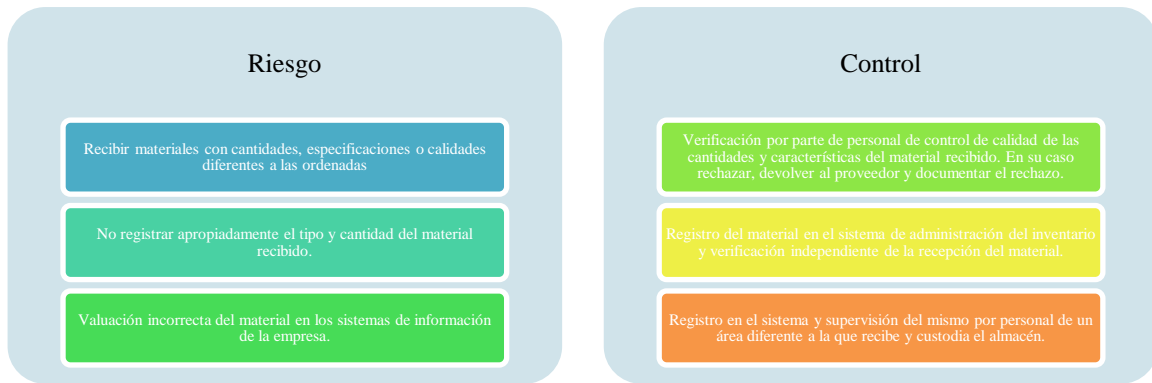 Riesgo
Recibir materiales con cantidades, especificaciones o calidades
diferentes a las ordenadas
No registrar apropiadamente el tipo y cantidad del material
recibido.
Valuación incorrecta del material en los sistemas de información
de la empresa.
Control
Verificación por parte de personal de control de calidad de las
cantidades y características del material recibido. En su caso
rechazar, devolver al proveedor y documentar el rechazo.
Registro del material en el sistema de administración del inventario
y verificación independiente de la recepción del material.
Registro en el sistema y supervisión del mismo por personal de un
área diferente a la que recibe y custodia el almacén.